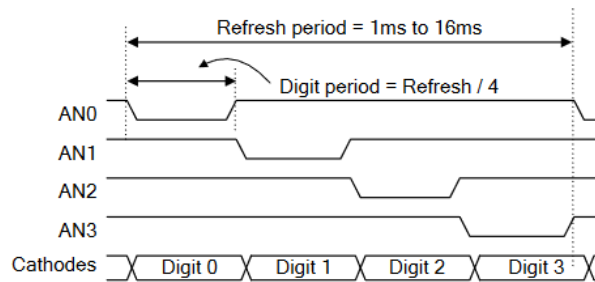 Refresh period = 1ms to 16ms
Digit period = Refresh / 4
AN0
AN1
AN2
AN3
Cathodes Digit 0 Digit 1 Digit 2 Digit 3